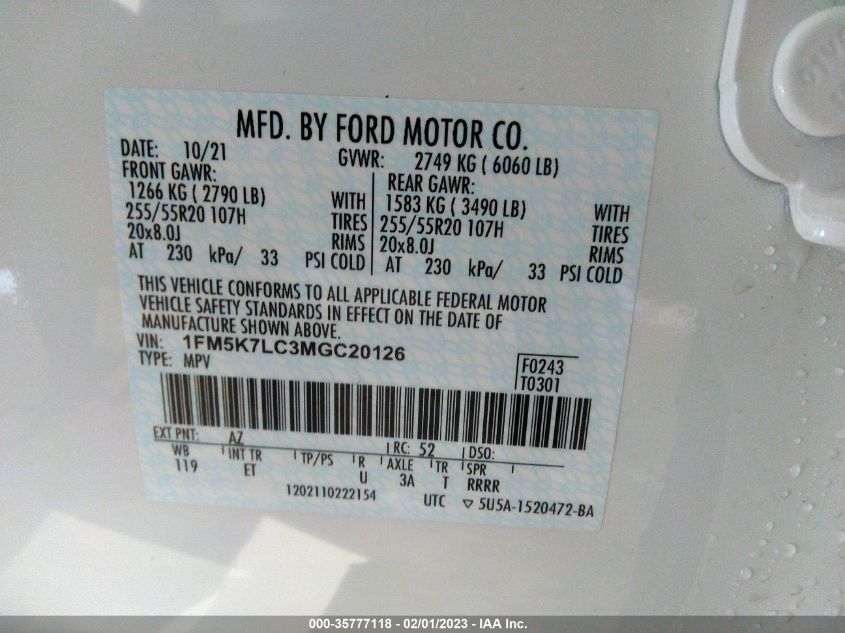 MFD. BY FORD MOTOR CO.
DATE: 10/21 GVWR: 2749 KG ( 6060 LB)
FRONT GAWR: REAR GAWR:
1266 KG ( 2790 LB) WITH 1583 KG ( 3490 LB) WITH
255/55R20 107H TIRES 255/55R20 107H TIRES
20x8.0J RIMS 20x8.0J RIMS
AT 230 kPa/ 33 PSI COLD AT 230 kPa/ 33 PSI COLD
THIS VEHICLE CONFORMS TO ALL APPLICABLE FEDERAL MOTOR
VEHICLE SAFETY STANDARDS IN EFFECT ON THE DATE OF
MANUFACTURE SHOWN ABOVE.
VIN: 1FM5K7LC3MGC20126
TYPE: MPV
F0243
T0301
EXT PNT: AZ RC: 52 DSO:
WB INT TR TP/PS R AXLE TR SPR
119 ET U 3A T RRRR
1202110222154 UTC ▽ 5U5A-1520472-BA
000-35777118 - 02/01/2023 - IAA Inc.